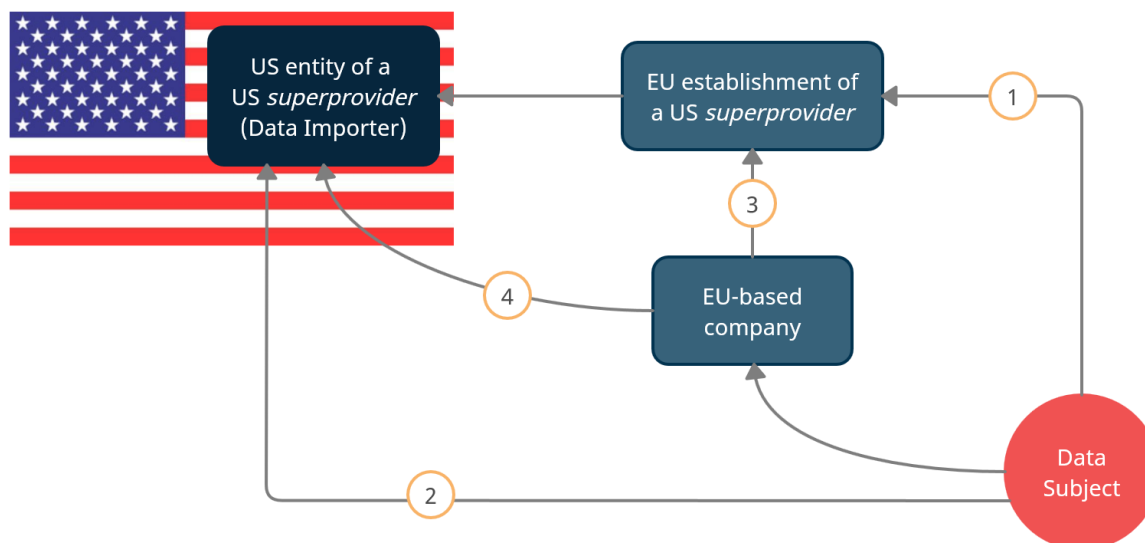 US entity of a
US superprovider
(Data Importer)
EU establishment of
a US superprovider
1
3
EU-based
company
4
Data
Subject
2